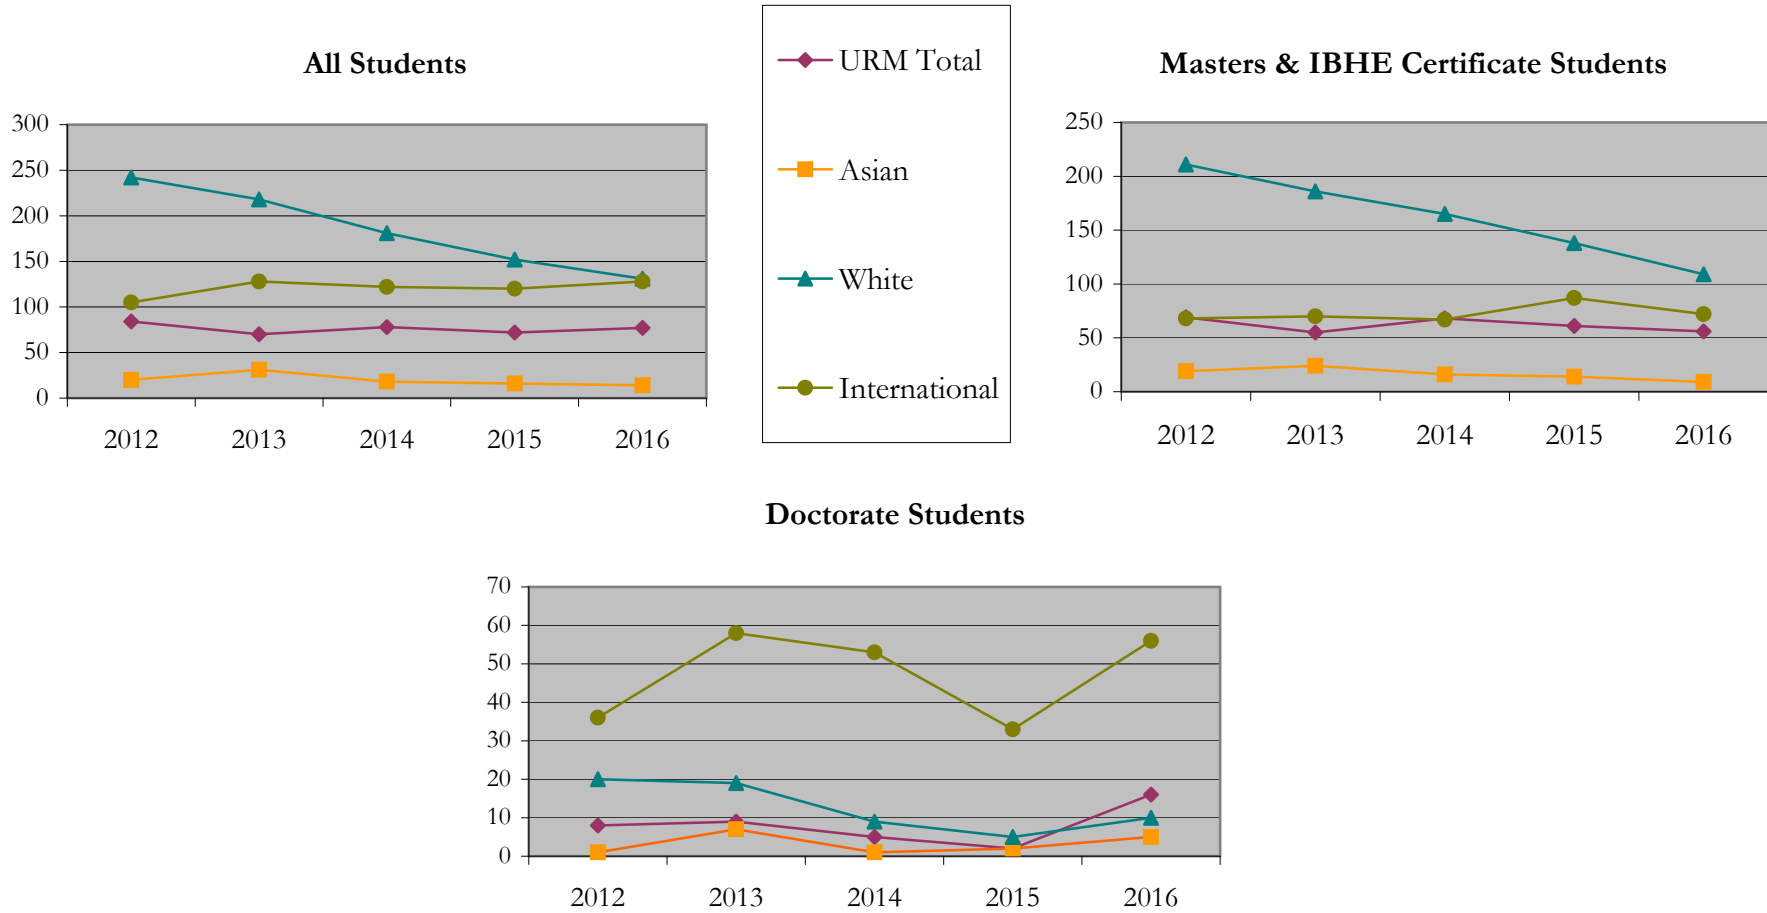 All Students
300
250
200
150
100
50
0
2012 2013 2014 2015 2016
URM Total
Asian
White
International
Masters & IBHE Certificate Students
250
200
150
100
50
0
2012 2013 2014 2015 2016
Doctorate Students
70
60
50
40
30
20
10
0
2012 2013 2014 2015 2016